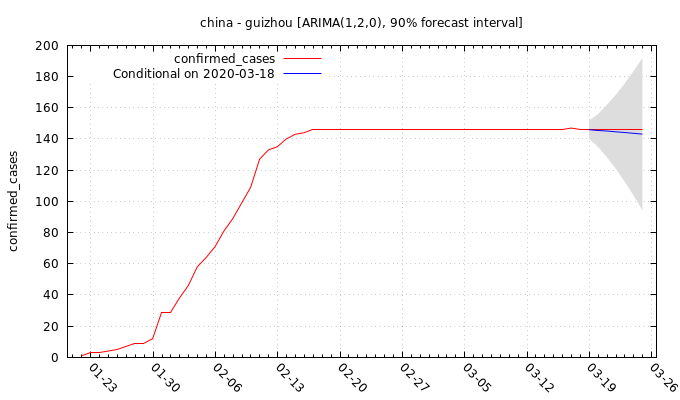 china - guizhou [ARIMA(1,2,0), 90% forecast interval]
confirmed_cases
Conditional on 2020-03-18
confirmed_cases
200
180
160
140
120
100
80
60
40
20
0
01-23 01-30 02-06 02-13 02-20 02-27 03-05 03-12 03-19 03-26